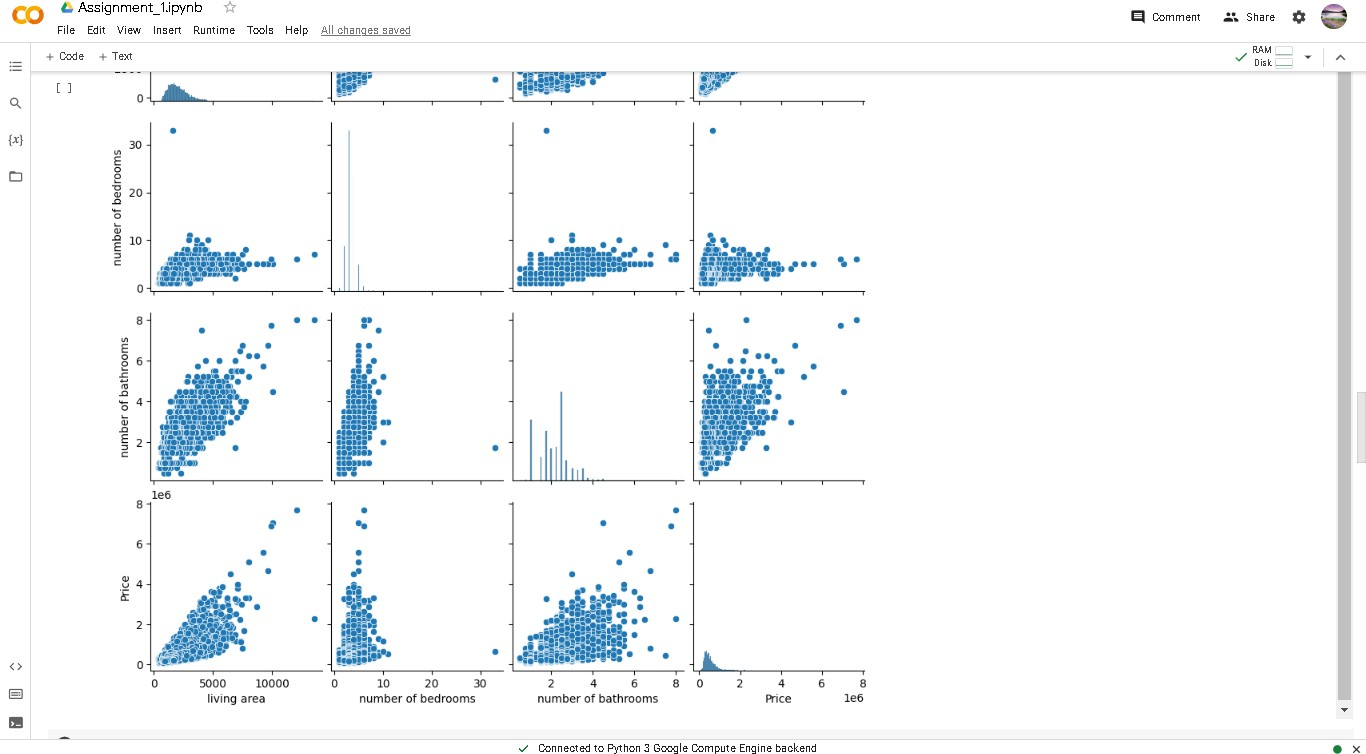 Assignment_1.ipynb
File Edit View Insert Runtime Tools Help All changes saved
Comment Share
+ Code + Text
RAM
Disk
[ ]
{x}
0
number of bedrooms
30
20
10
0
number of bathrooms
8
6
4
2
1e6
Price
8
6
4
2
0
0 5000 10000
living area
0 10 20 30
number of bedrooms
2 4 6 8
number of bathrooms
0 2 4 6 8
Price 1e6
Connected to Python 3 Google Compute Engine backend